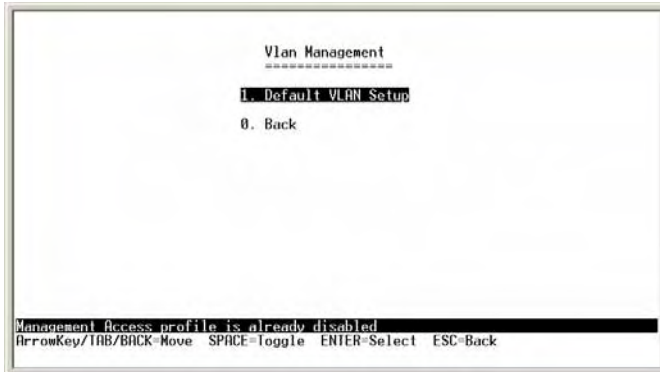 Vlan Management
================
1. Default VLAN Setup
0. Back
Management Access profile is already disabled
ArrowKey/TAB/BACK=Move SPACE=Toggle ENTER=Select ESC=Back